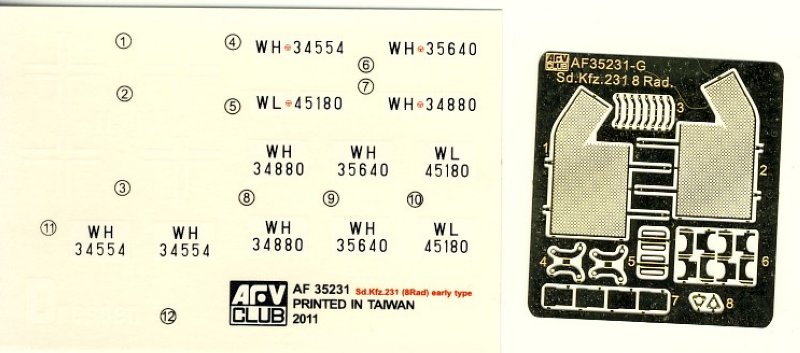 ① ④ WH 34554 WH 35640
⑥
② ⑤ WL 45180 ⑦ WH 34880
WH WH WL
34880 35640 45180
③ ⑧ ⑨ ⑩
⑪ WH WH WH WH WL
34554 34554 34880 35640 45180
⑫
AFV CLUB
AF 35231 Sd.Kfz.231 (8Rad) early type
PRINTED IN TAIWAN
2011
AFV CLUB AF35231-G
Sd.Kfz.231 8 Rad.
3
1 2
4 5 6
7 8